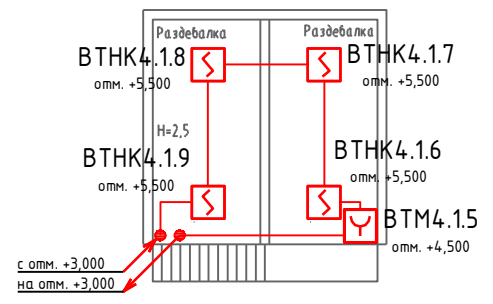 Раздевалка
Раздевалка
ВТНК4.1.8
отм. +5,500
ВТНК4.1.7
отм. +5,500
Н=2,5
ВТНК4.1.9
отм. +5,500
ВТНК4.1.6
отм. +5,500
ВТМ4.1.5
отм. +4,500
с отм. +3,000
на отм. +3,000